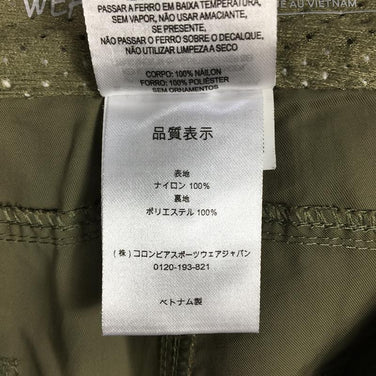 PASSAR A FERRO EM BAIXA TEMPERATURA,
SEM VAPOR, NÃO USAR AMACIANTE,
SE PRESENTE,
NÃO PASSAR O FERRO SOBRE O DECALQUE,
NÃO UTILIZAR LIMPEZA A SECO
CORPO: 100% NÁILON
FORRO: 100% POLIÉSTER
SEM ORNAMENTOS
AU VIETNAM
品質表示
表地
ナイロン 100%
裏地
ポリエステル 100%
(株) コロンビアスポーツウェアジャパン
0120-193-821
ベトナム製